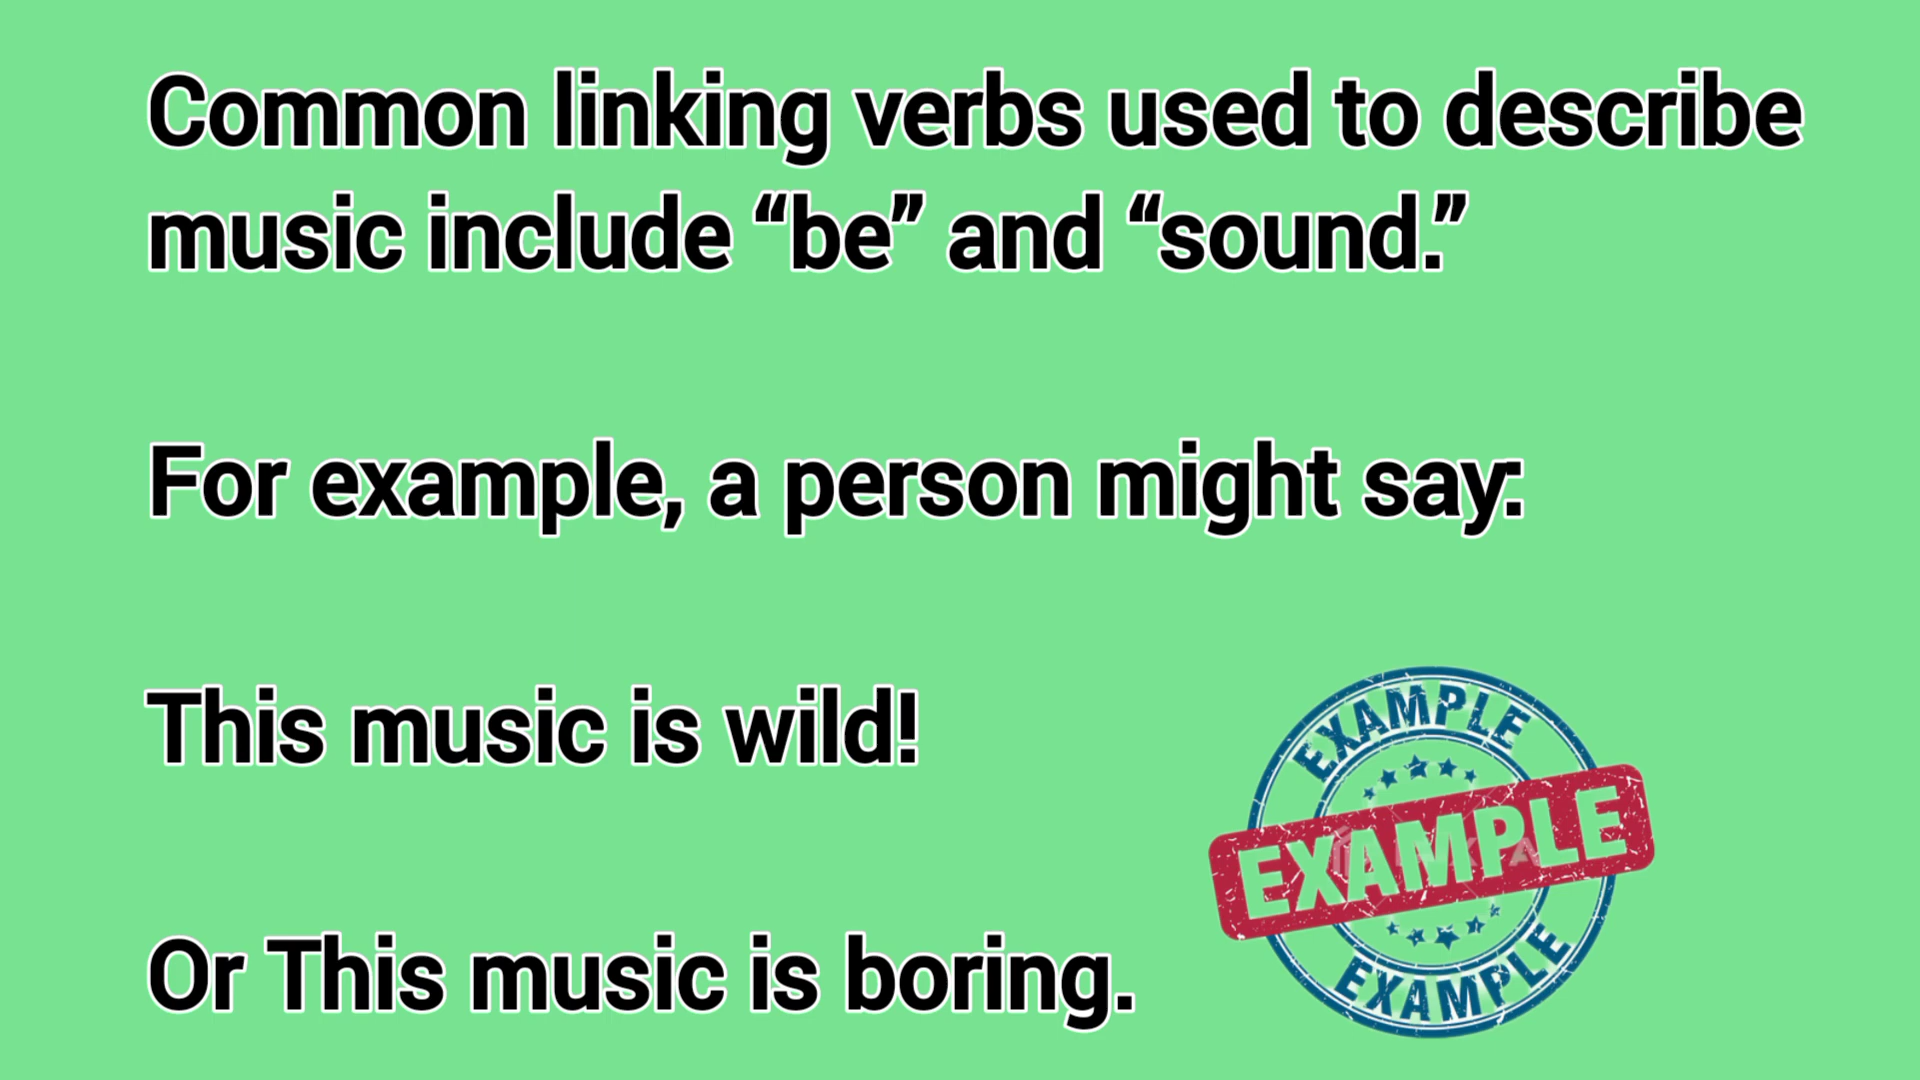 Common linking verbs used to describe
music include “be” and “sound.”
For example, a person might say:
This music is wild!
Or This music is boring.
EXAMPLE
EXAMPLE
EXAMPLE